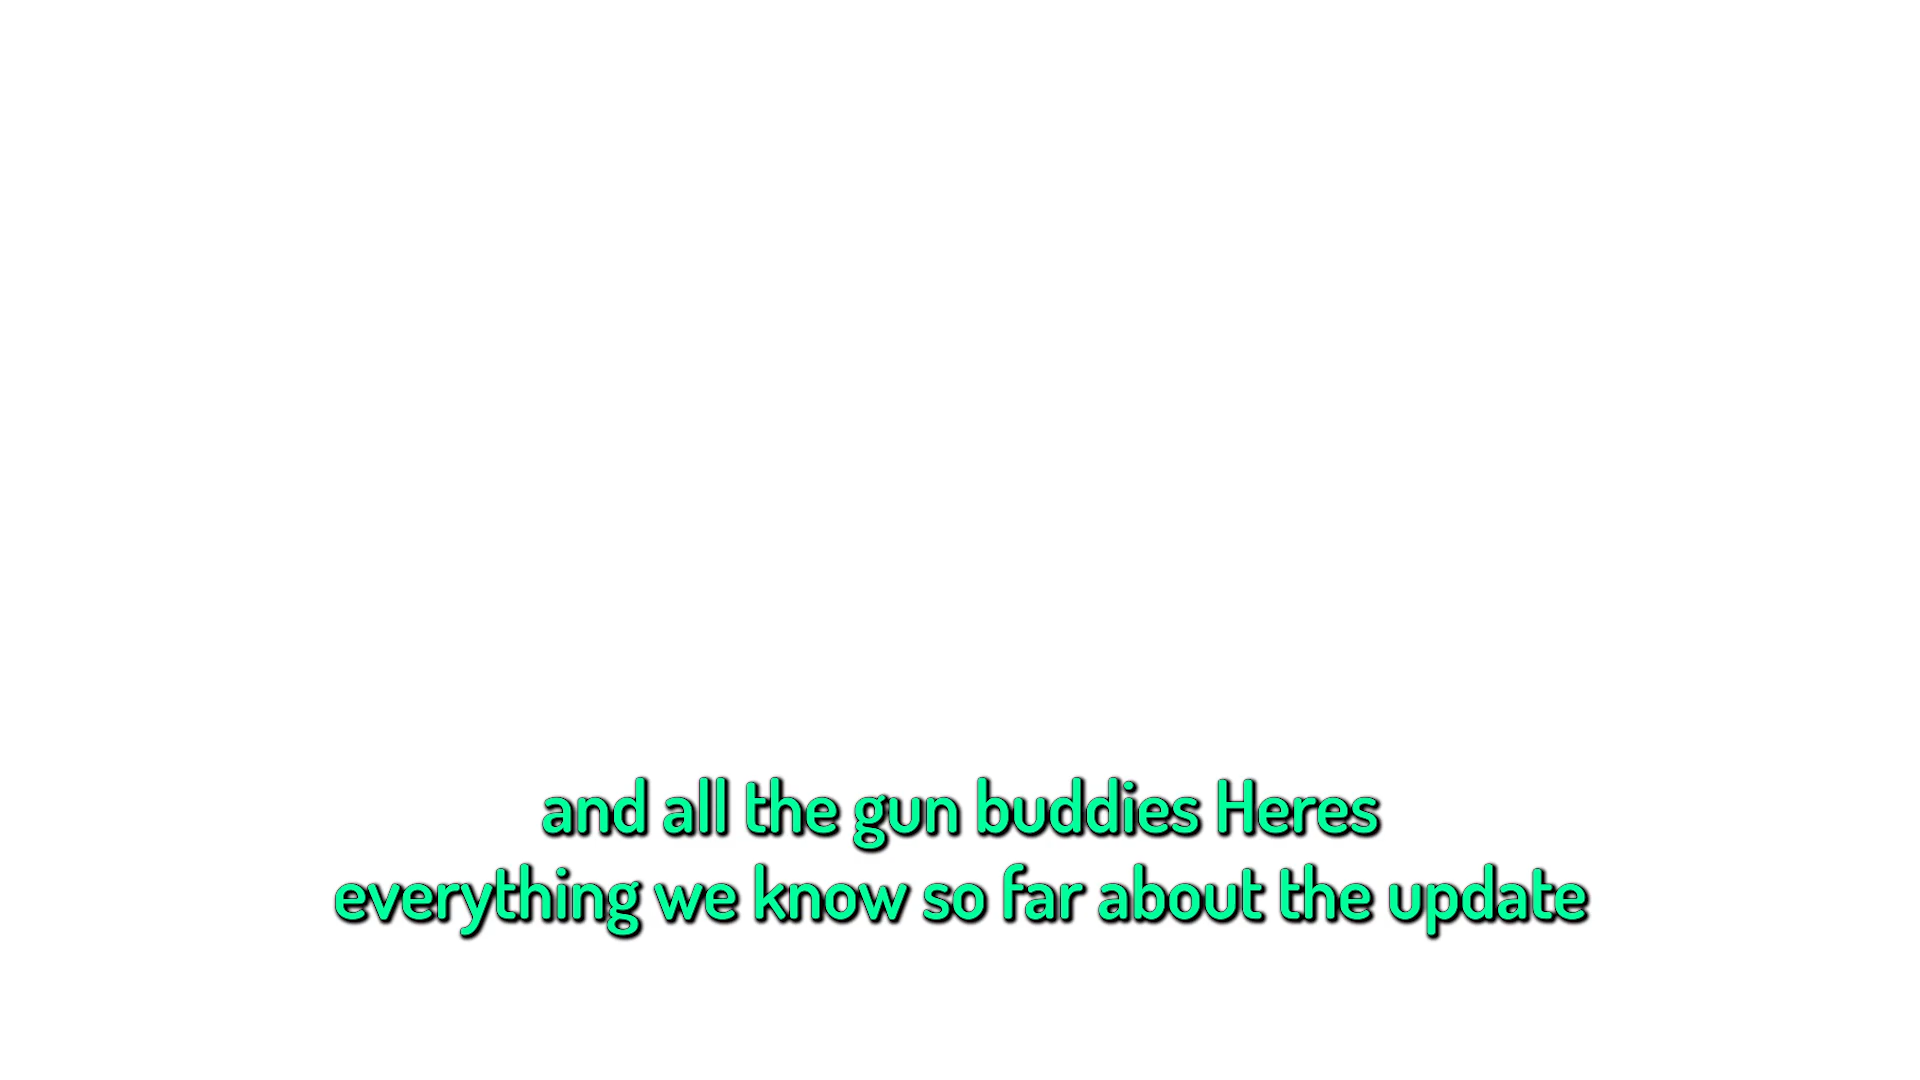 and all the gun buddies Heres
everything we know so far about the update